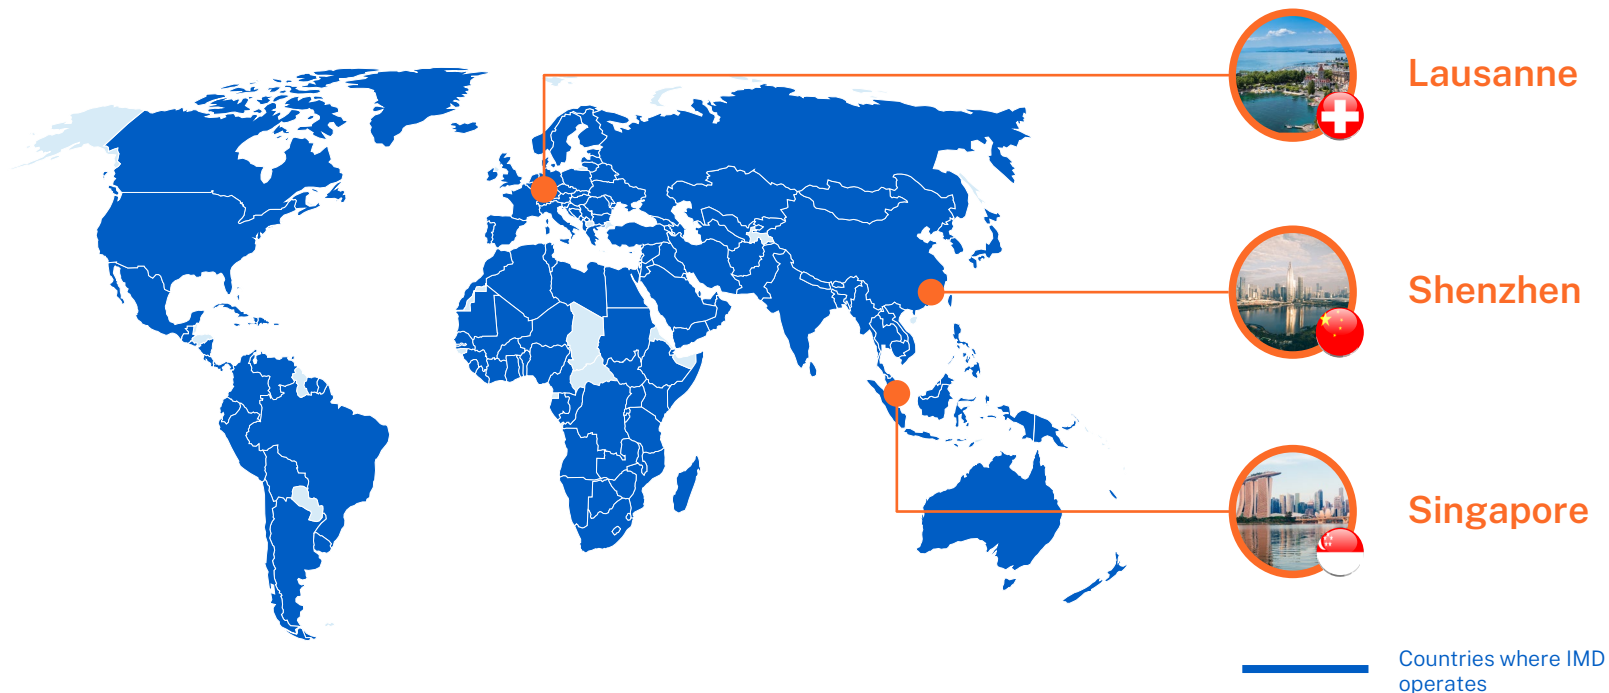 Lausanne
Shenzhen
Singapore
Countries where IMD
operates